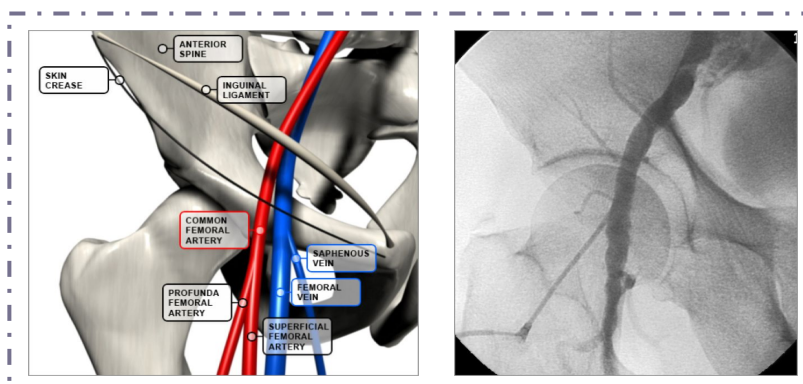 ANTERIOR
SPINE
SKIN
CREASE
INGUINAL
LIGAMENT
COMMON
FEMORAL
ARTERY
SAPHENOUS
VEIN
PROFUNDA
FEMORAL
ARTERY
FEMORAL
VEIN
SUPERFICIAL
FEMORAL
ARTERY
1